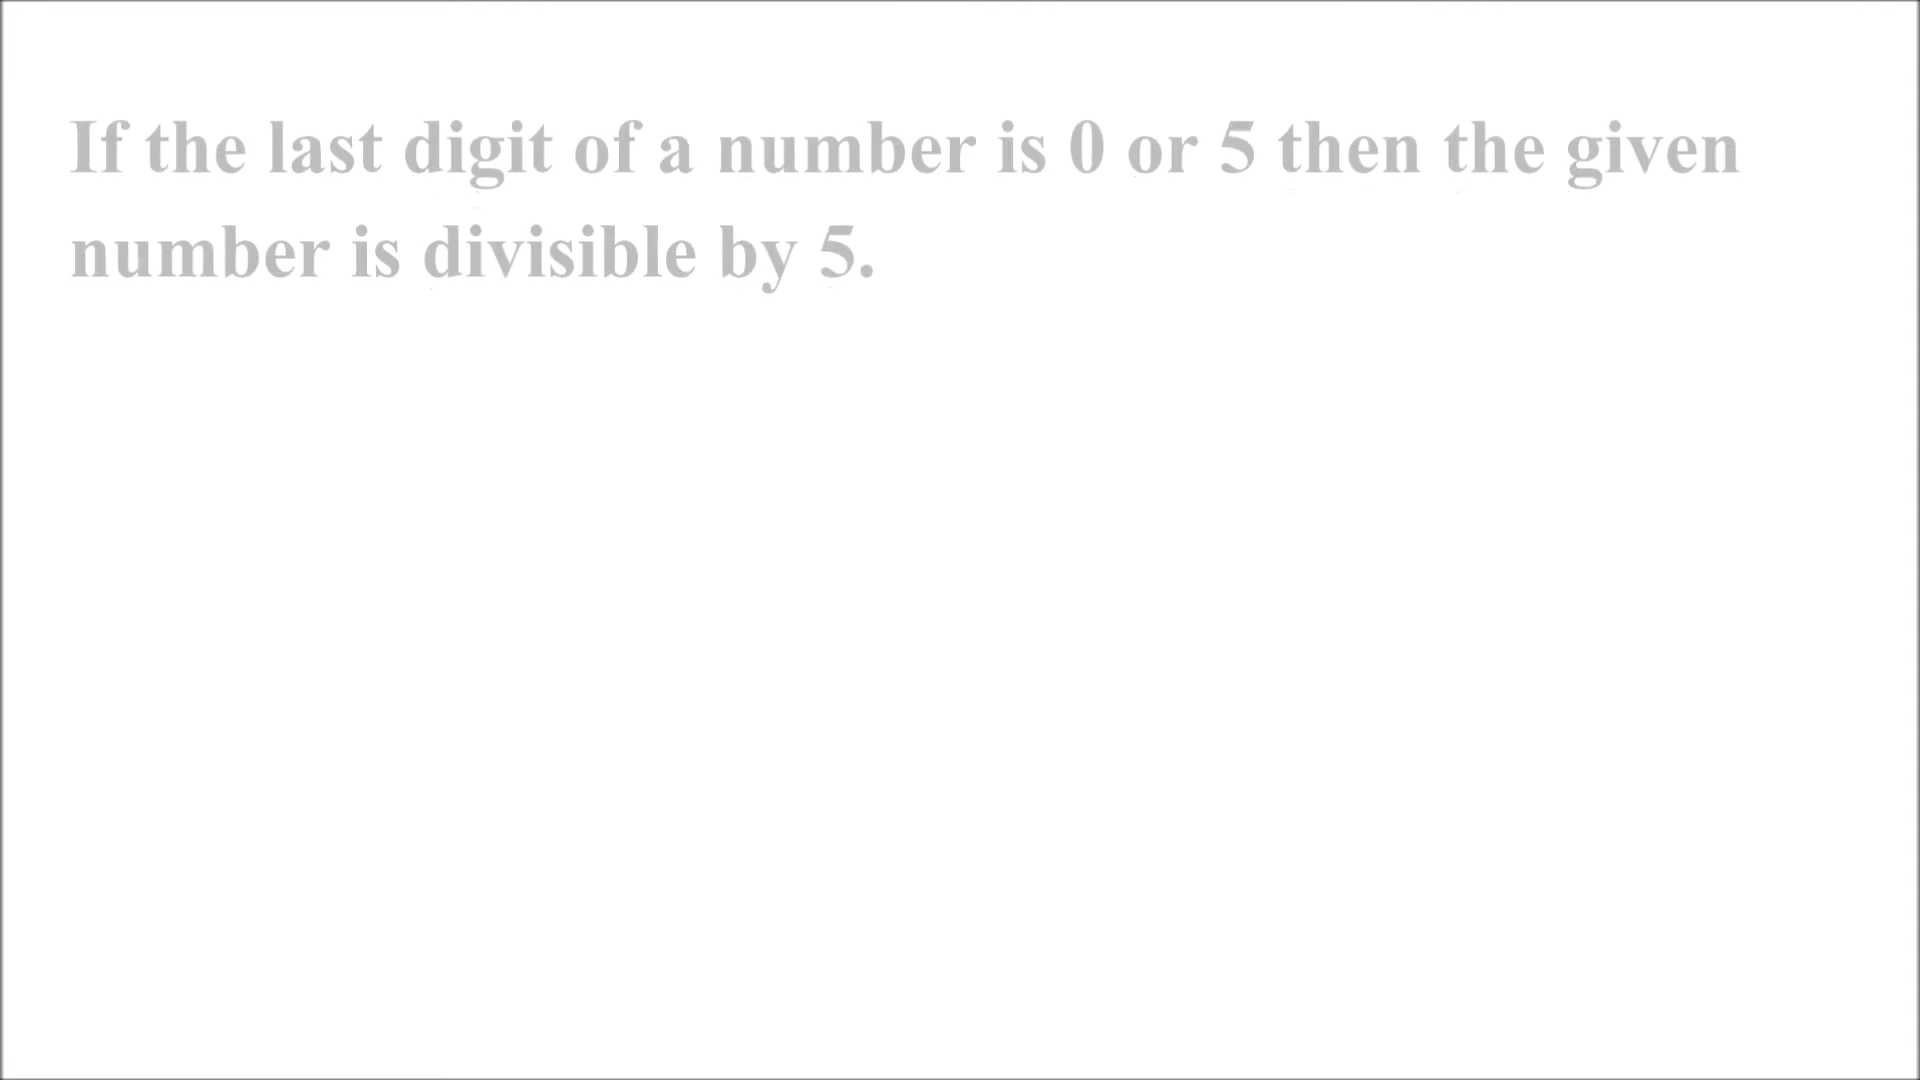 If the last digit of a number is 0 or 5 then the given
number is divisible by 5.